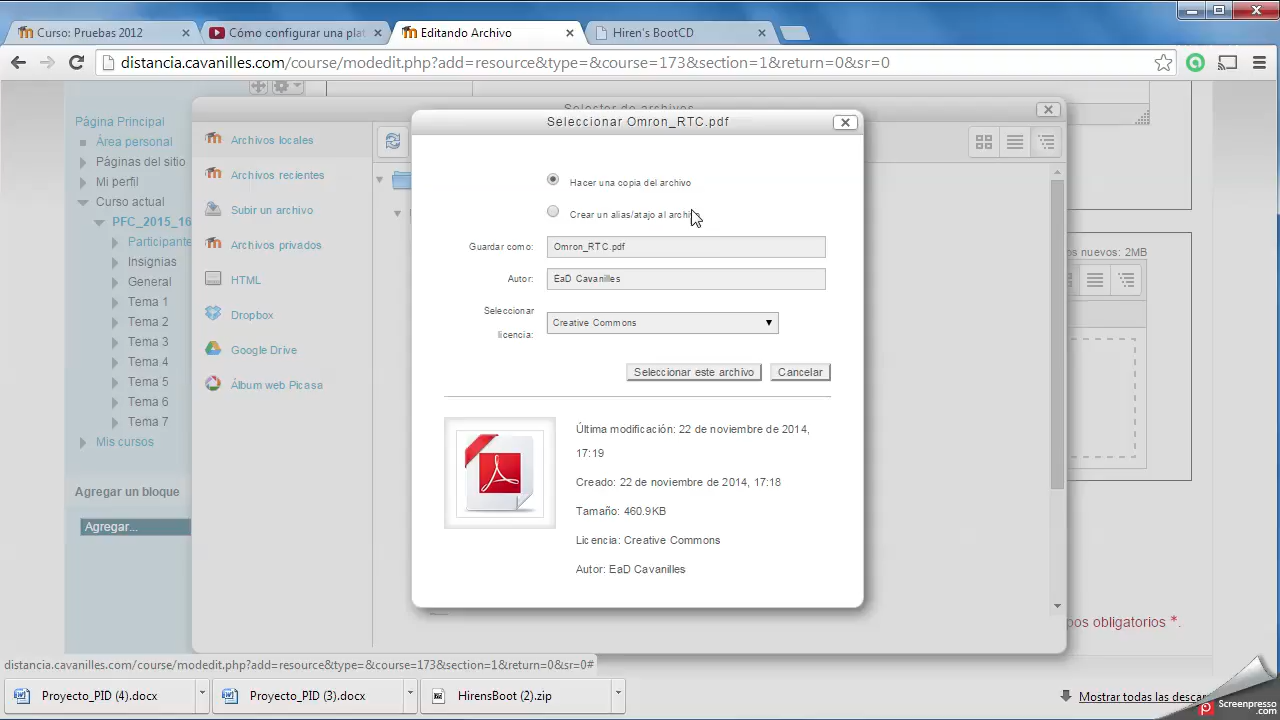 Curso: Pruebas 2012
Cómo configurar una plat
Editando Archivo
Hiren's BootCD
distancia.cavanilles.com/course/modedit.php?add=resource&type=&course=173&section=1&return=0&sr=0
Página Principal
Área personal
Páginas del sitio
Mi perfil
Curso actual
PFC_2015_16
Participante
Insignias
General
Tema 1
Tema 2
Tema 3
Tema 4
Tema 5
Tema 6
Tema 7
Mis cursos
Agregar un bloque
Agregar...
Selector de archivos
Archivos locales
Archivos recientes
Subir un archivo
Archivos privados
HTML
Dropbox
Google Drive
Álbum web Picasa
Seleccionar Omron_RTC.pdf
Hacer una copia del archivo
Crear un alias/atajo al archi
Guardar como:
Omron_RTC.pdf
Autor:
EaD Cavanilles
Seleccionar
licencia:
Creative Commons
Seleccionar este archivo
Cancelar
Última modificación: 22 de noviembre de 2014,
17:19
Creado: 22 de noviembre de 2014, 17:18
Tamaño: 460.9KB
Licencia: Creative Commons
Autor: EaD Cavanilles
os nuevos: 2MB
pos obligatorios *.
distancia.cavanilles.com/course/modedit.php?add=resource&type=&course=173&section=1&return=0&sr=0#
Proyecto_PID (4).docx
Proyecto_PID (3).docx
HirensBoot (2).zip
Mostrar todas las descar
Screenpresso
.com